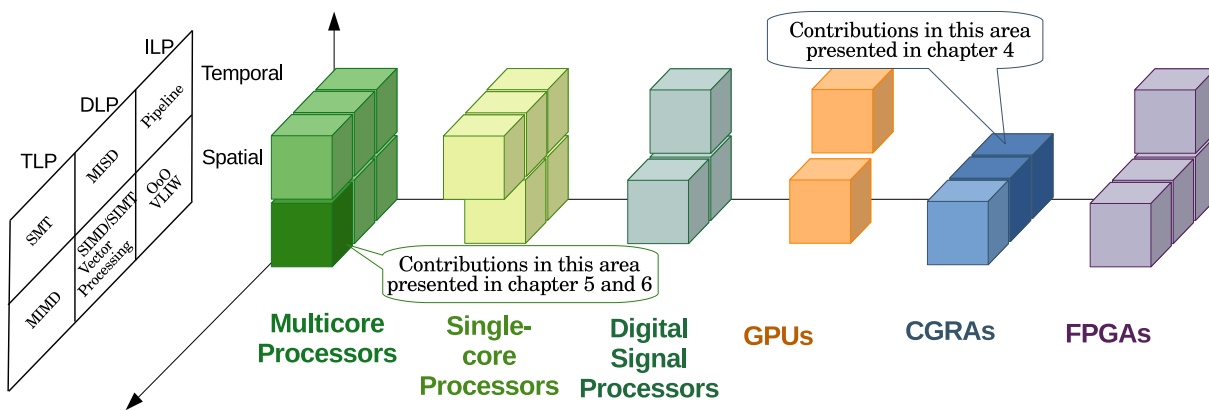 ILP
DLP
TLP
Temporal
Spatial
Pipeline
MISD
SMT
OoO
VLIW
SIMD/SIMT
Vector
Processing
MIMD
Contributions in this area
presented in chapter 4
Contributions in this area
presented in chapter 5 and 6
Multicore
Processors
Single-
core
Processors
Digital
Signal
Processors
GPUs
CGRAs
FPGAs